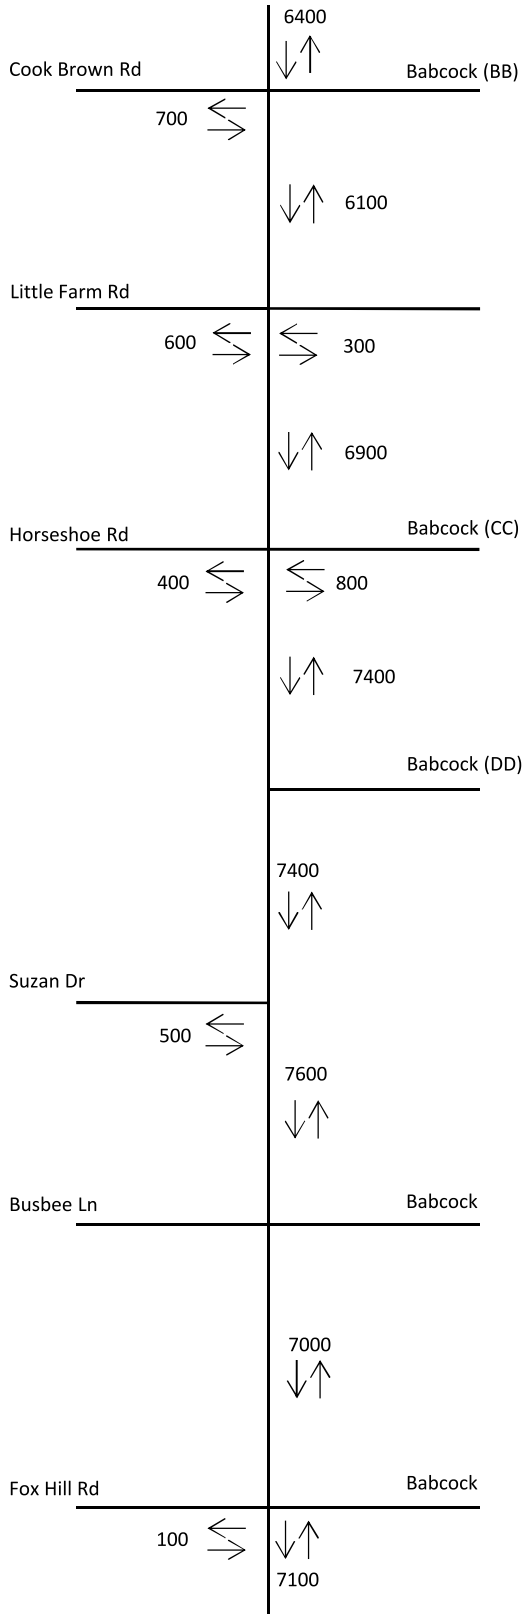 6400
Cook Brown Rd
Babcock (BB)
700
6100
Little Farm Rd
600
300
6900
Horseshoe Rd
Babcock (CC)
400
800
7400
Babcock (DD)
7400
Suzan Dr
500
7600
Busbee Ln
Babcock
7000
Fox Hill Rd
Babcock
100
7100